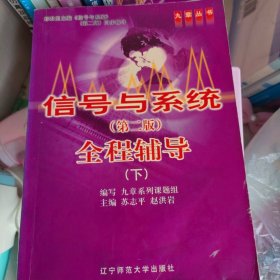 九章丛书
信号与系统
(第二版)
全程辅导
(下)
编写 九章系列课题组
主编 苏志平 赵洪岩
辽宁师范大学出版社